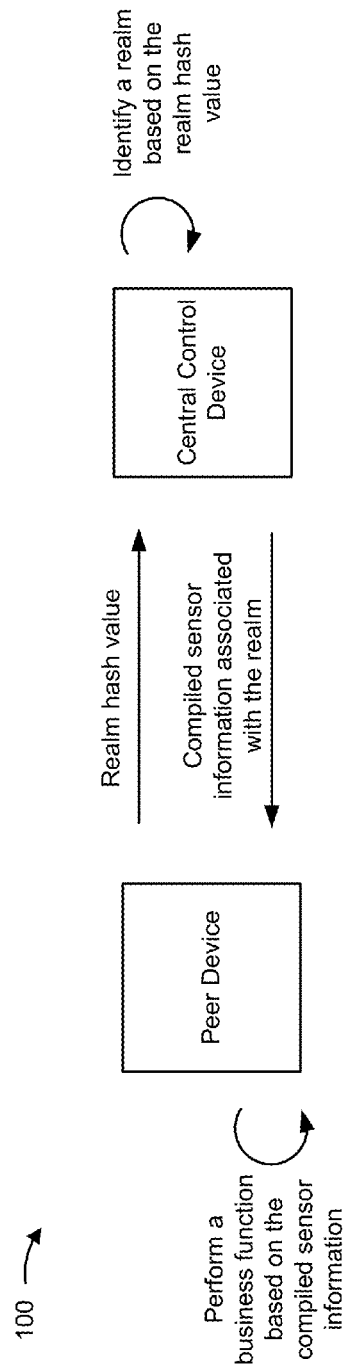 100
Perform a
business function
based on the
compiled sensor
information
Peer Device
Realm hash value
Compiled sensor
information associated
with the realm
Central Control
Device
Identify a realm
based on the
realm hash
value